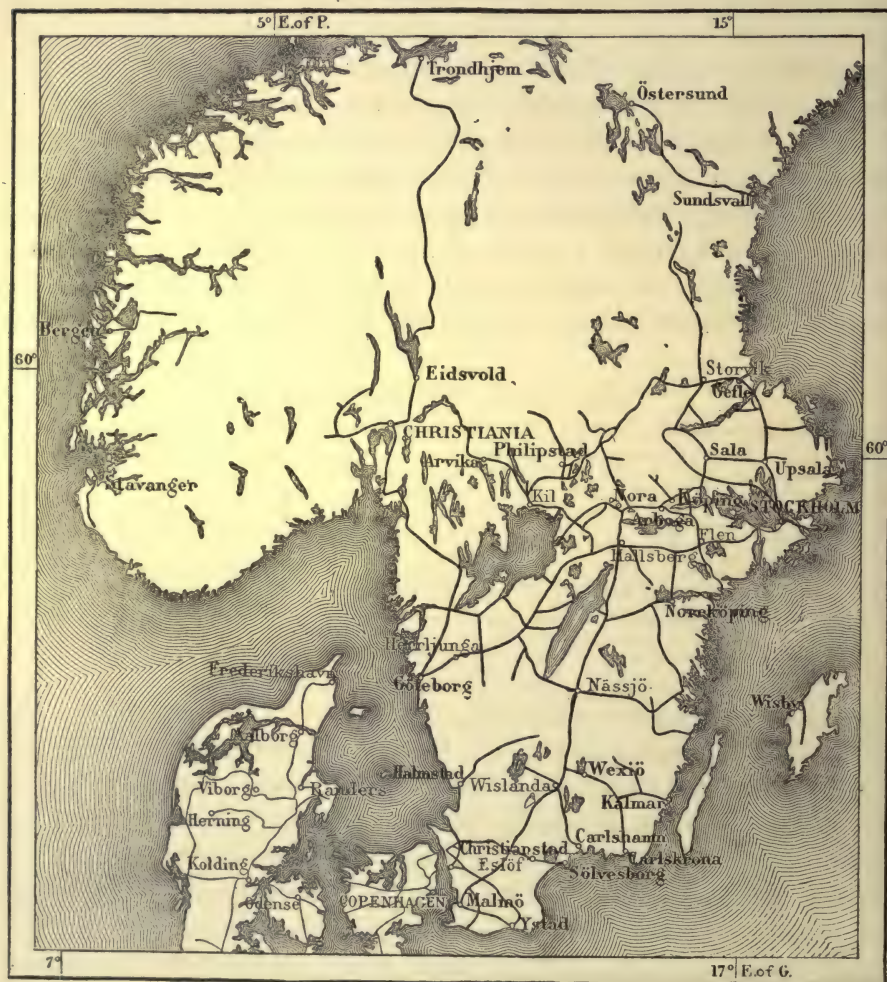 5° E. of P.
15°
Trondhjem
Östersund
Sundsvall
Bergen
60°
Eidsvold
Storvik
Gefle
CHRISTIANIA
Philipstad
Sala
60°
Arvika
Upsala
Stavanger
Kil
Nora
Köping
STOCKHOLM
Arboga
Flen
Hallsberg
Norrköping
Herrljunga
Frederikshavn
Göteborg
Nässjö
Wisby
Aalborg
Halmstad
Wislanda
Wexiö
Viborg
Randers
Kalmar
Herning
Carlshamn
Christianstad
Kolding
Eslöf
Carlskrona
Sölvesborg
Odense
COPENHAGEN
Malmö
Ystad
7°
17° E. of G.